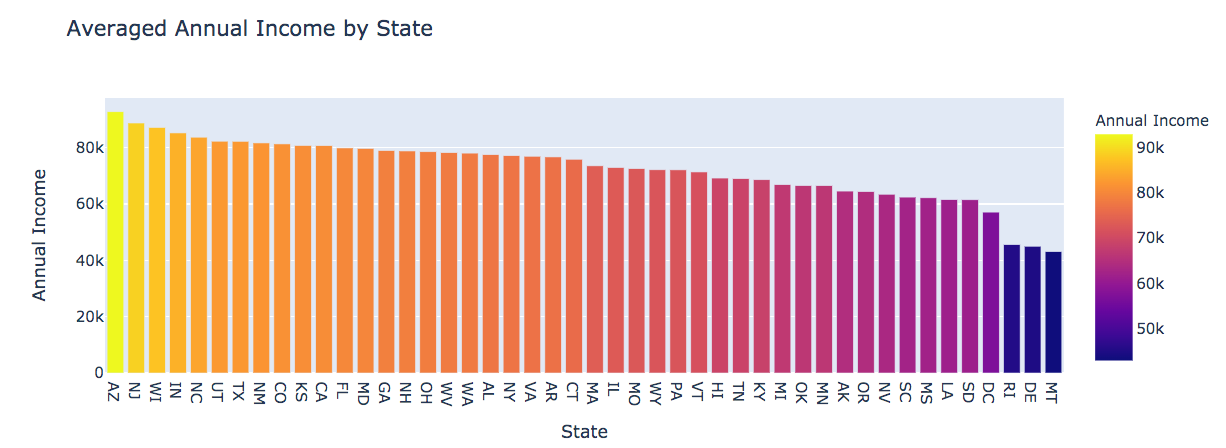 Averaged Annual Income by State
Annual Income
80k
60k
40k
20k
0
AZ NJ WI IN NC UT TX NM CO KS CA FL MD GA NH OH WV WA AL NY VA AR CT MA IL MO WY PA VT HI TN KY MI OK MN AK OR NV SC MS LA SD DC RI DE MT
State
Annual Income
90k
80k
70k
60k
50k